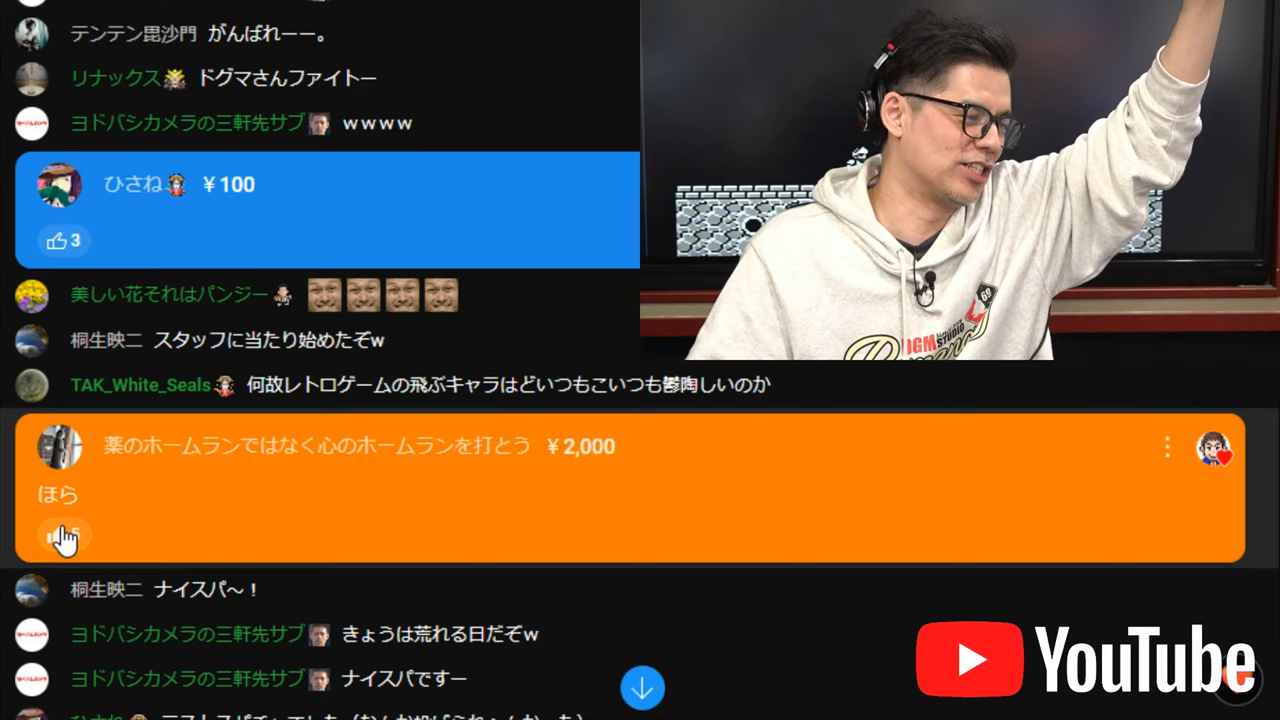 テンテン毘沙門 がんばれーー。
リナックス ドグマさんファイトー
ヨドバシカメラの三軒先サブ wwww
ひさね ￥100
3
美しい花それはパンジー
桐生映二 スタッフに当たり始めたぞw
TAK_White_Seals 何故レトロゲームの飛ぶキャラはどいつもこいつも鬱陶しいのか
薬のホームランではなく心のホームランを打とう ￥2,000
ほら
5
桐生映二 ナイスパ～！
ヨドバシカメラの三軒先サブ きょうは荒れる日だぞw
ヨドバシカメラの三軒先サブ ナイスパですー
69
DGM
STUDIO
YouTube